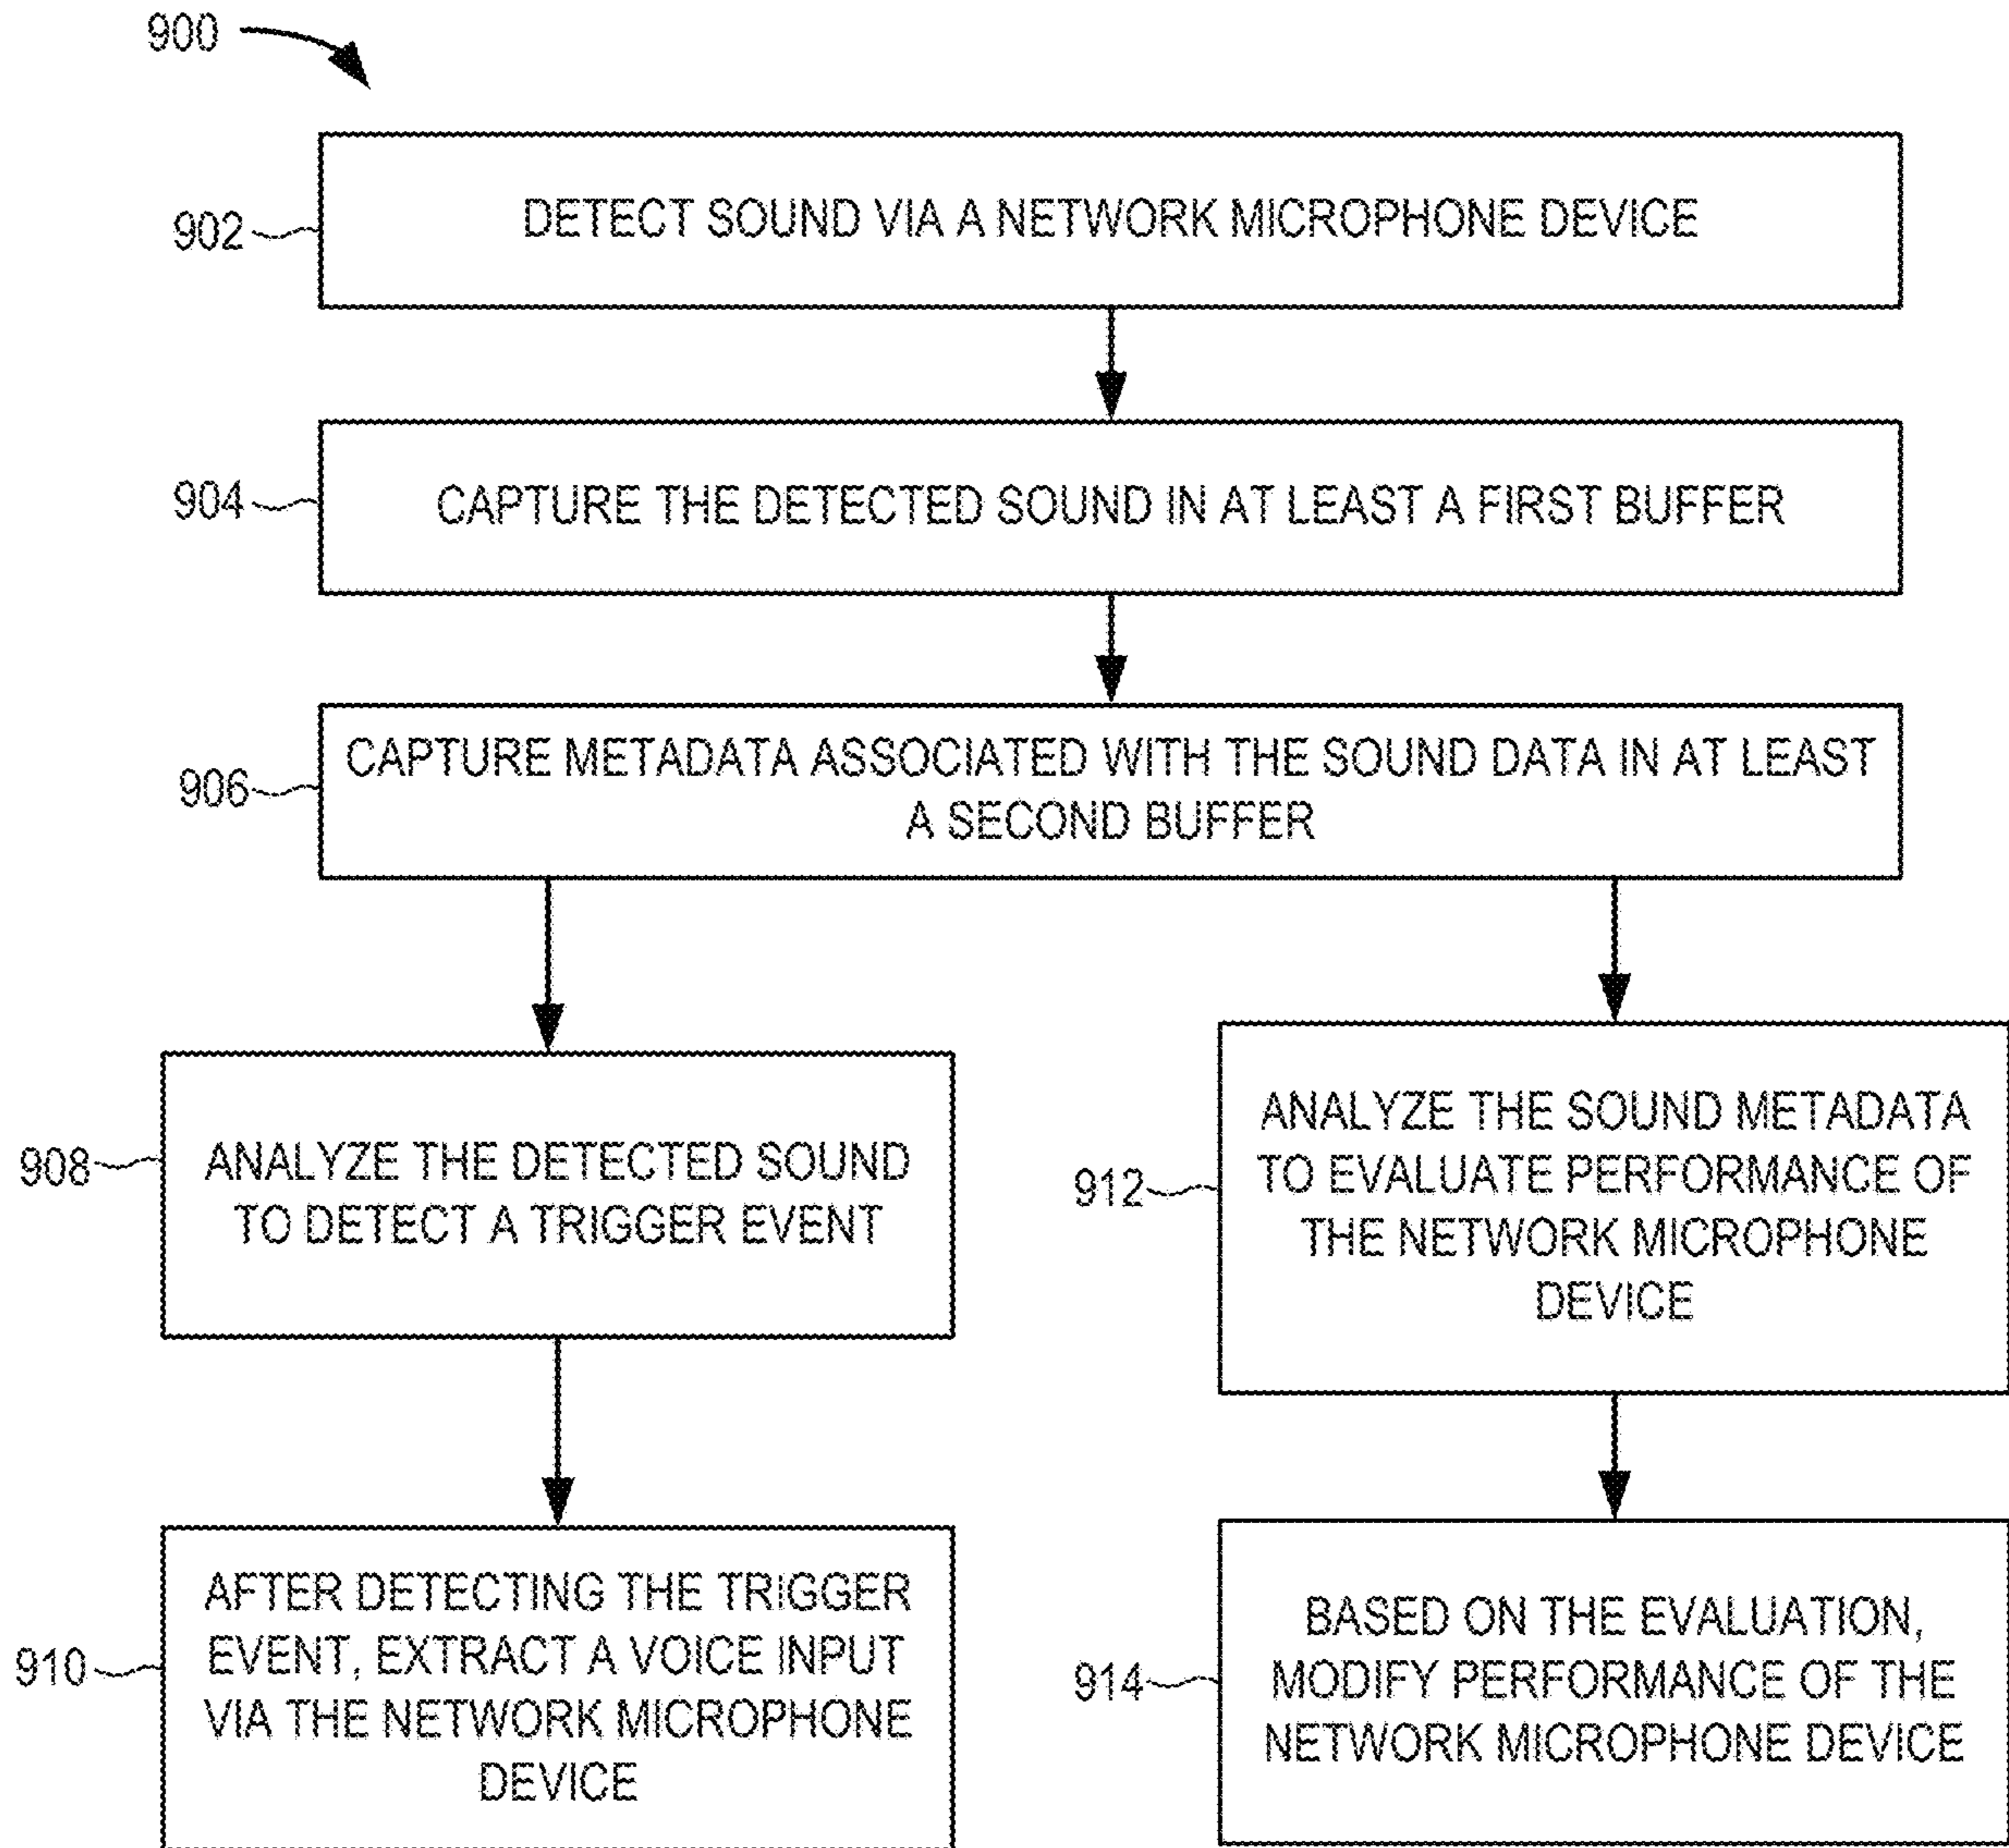 900
902
DETECT SOUND VIA A NETWORK MICROPHONE DEVICE
904
CAPTURE THE DETECTED SOUND IN AT LEAST A FIRST BUFFER
906
CAPTURE METADATA ASSOCIATED WITH THE SOUND DATA IN AT LEAST
A SECOND BUFFER
908
ANALYZE THE DETECTED SOUND
TO DETECT A TRIGGER EVENT
910
AFTER DETECTING THE TRIGGER
EVENT, EXTRACT A VOICE INPUT
VIA THE NETWORK MICROPHONE
DEVICE
912
ANALYZE THE SOUND METADATA
TO EVALUATE PERFORMANCE OF
THE NETWORK MICROPHONE
DEVICE
914
BASED ON THE EVALUATION,
MODIFY PERFORMANCE OF THE
NETWORK MICROPHONE DEVICE